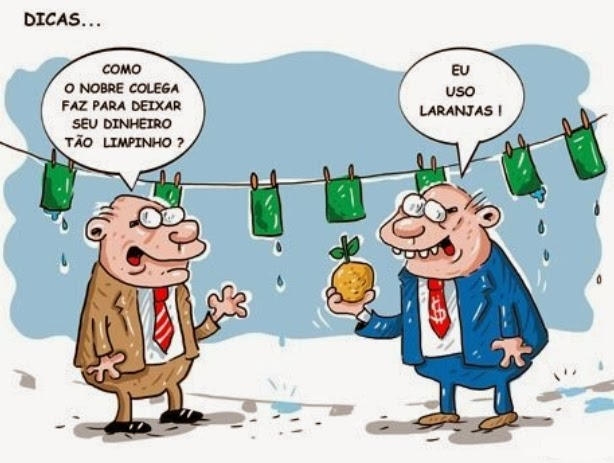 DICAS...
COMO
O NOBRE COLEGA
FAZ PARA DEIXAR
SEU DINHEIRO
TÃO LIMPINHO ?
EU
USO
LARANJAS !
$